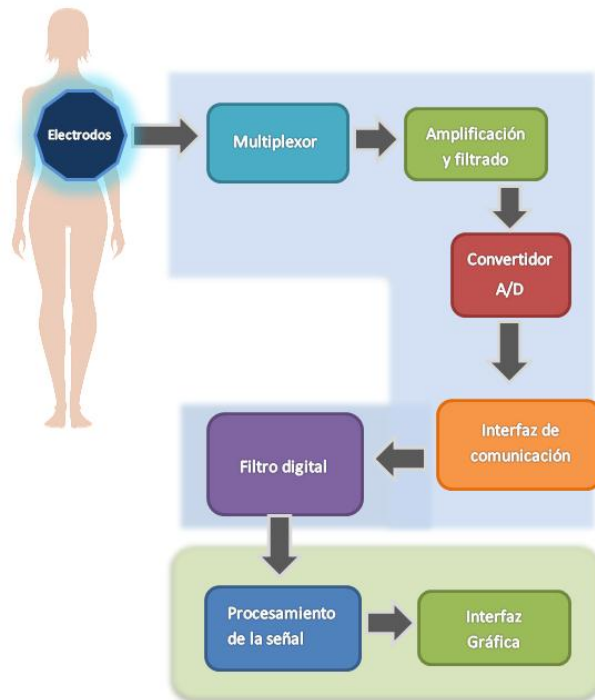 Electrodos
Multiplexor
Amplificación
y filtrado
Convertidor
A/D
Interfaz de
comunicación
Filtro digital
Procesamiento
de la señal
Interfaz
Gráfica